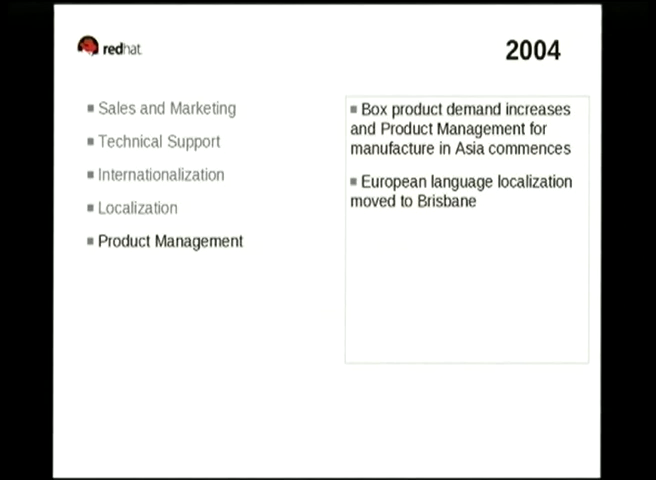 redhat
2004
Sales and Marketing
Technical Support
Internationalization
Localization
Product Management
Box product demand increases
and Product Management for
manufacture in Asia commences
European language localization
moved to Brisbane